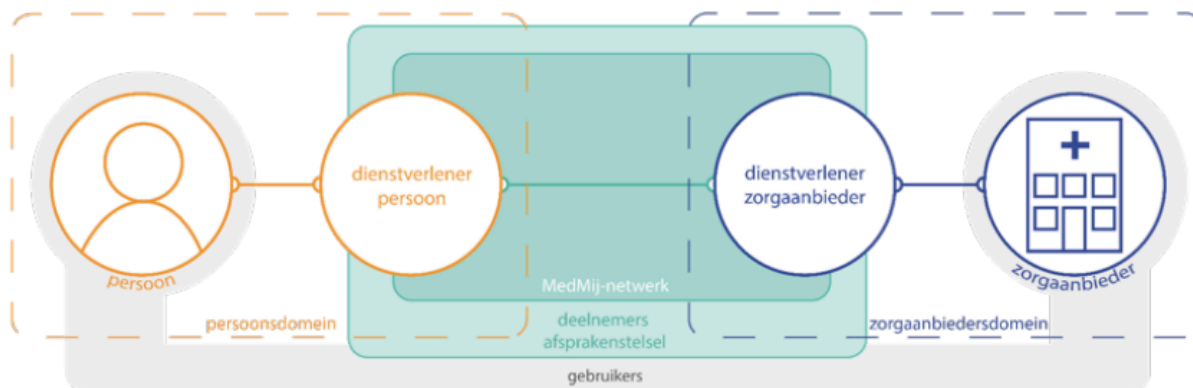 dienstverlener
persoon
dienstverlener
zorgaanbieder
persoon
zorgaanbieder
MedMij-netwerk
persoonsdomein
deelnemers
afsprakenstelsel
zorgaanbiedersdomein
gebruikers